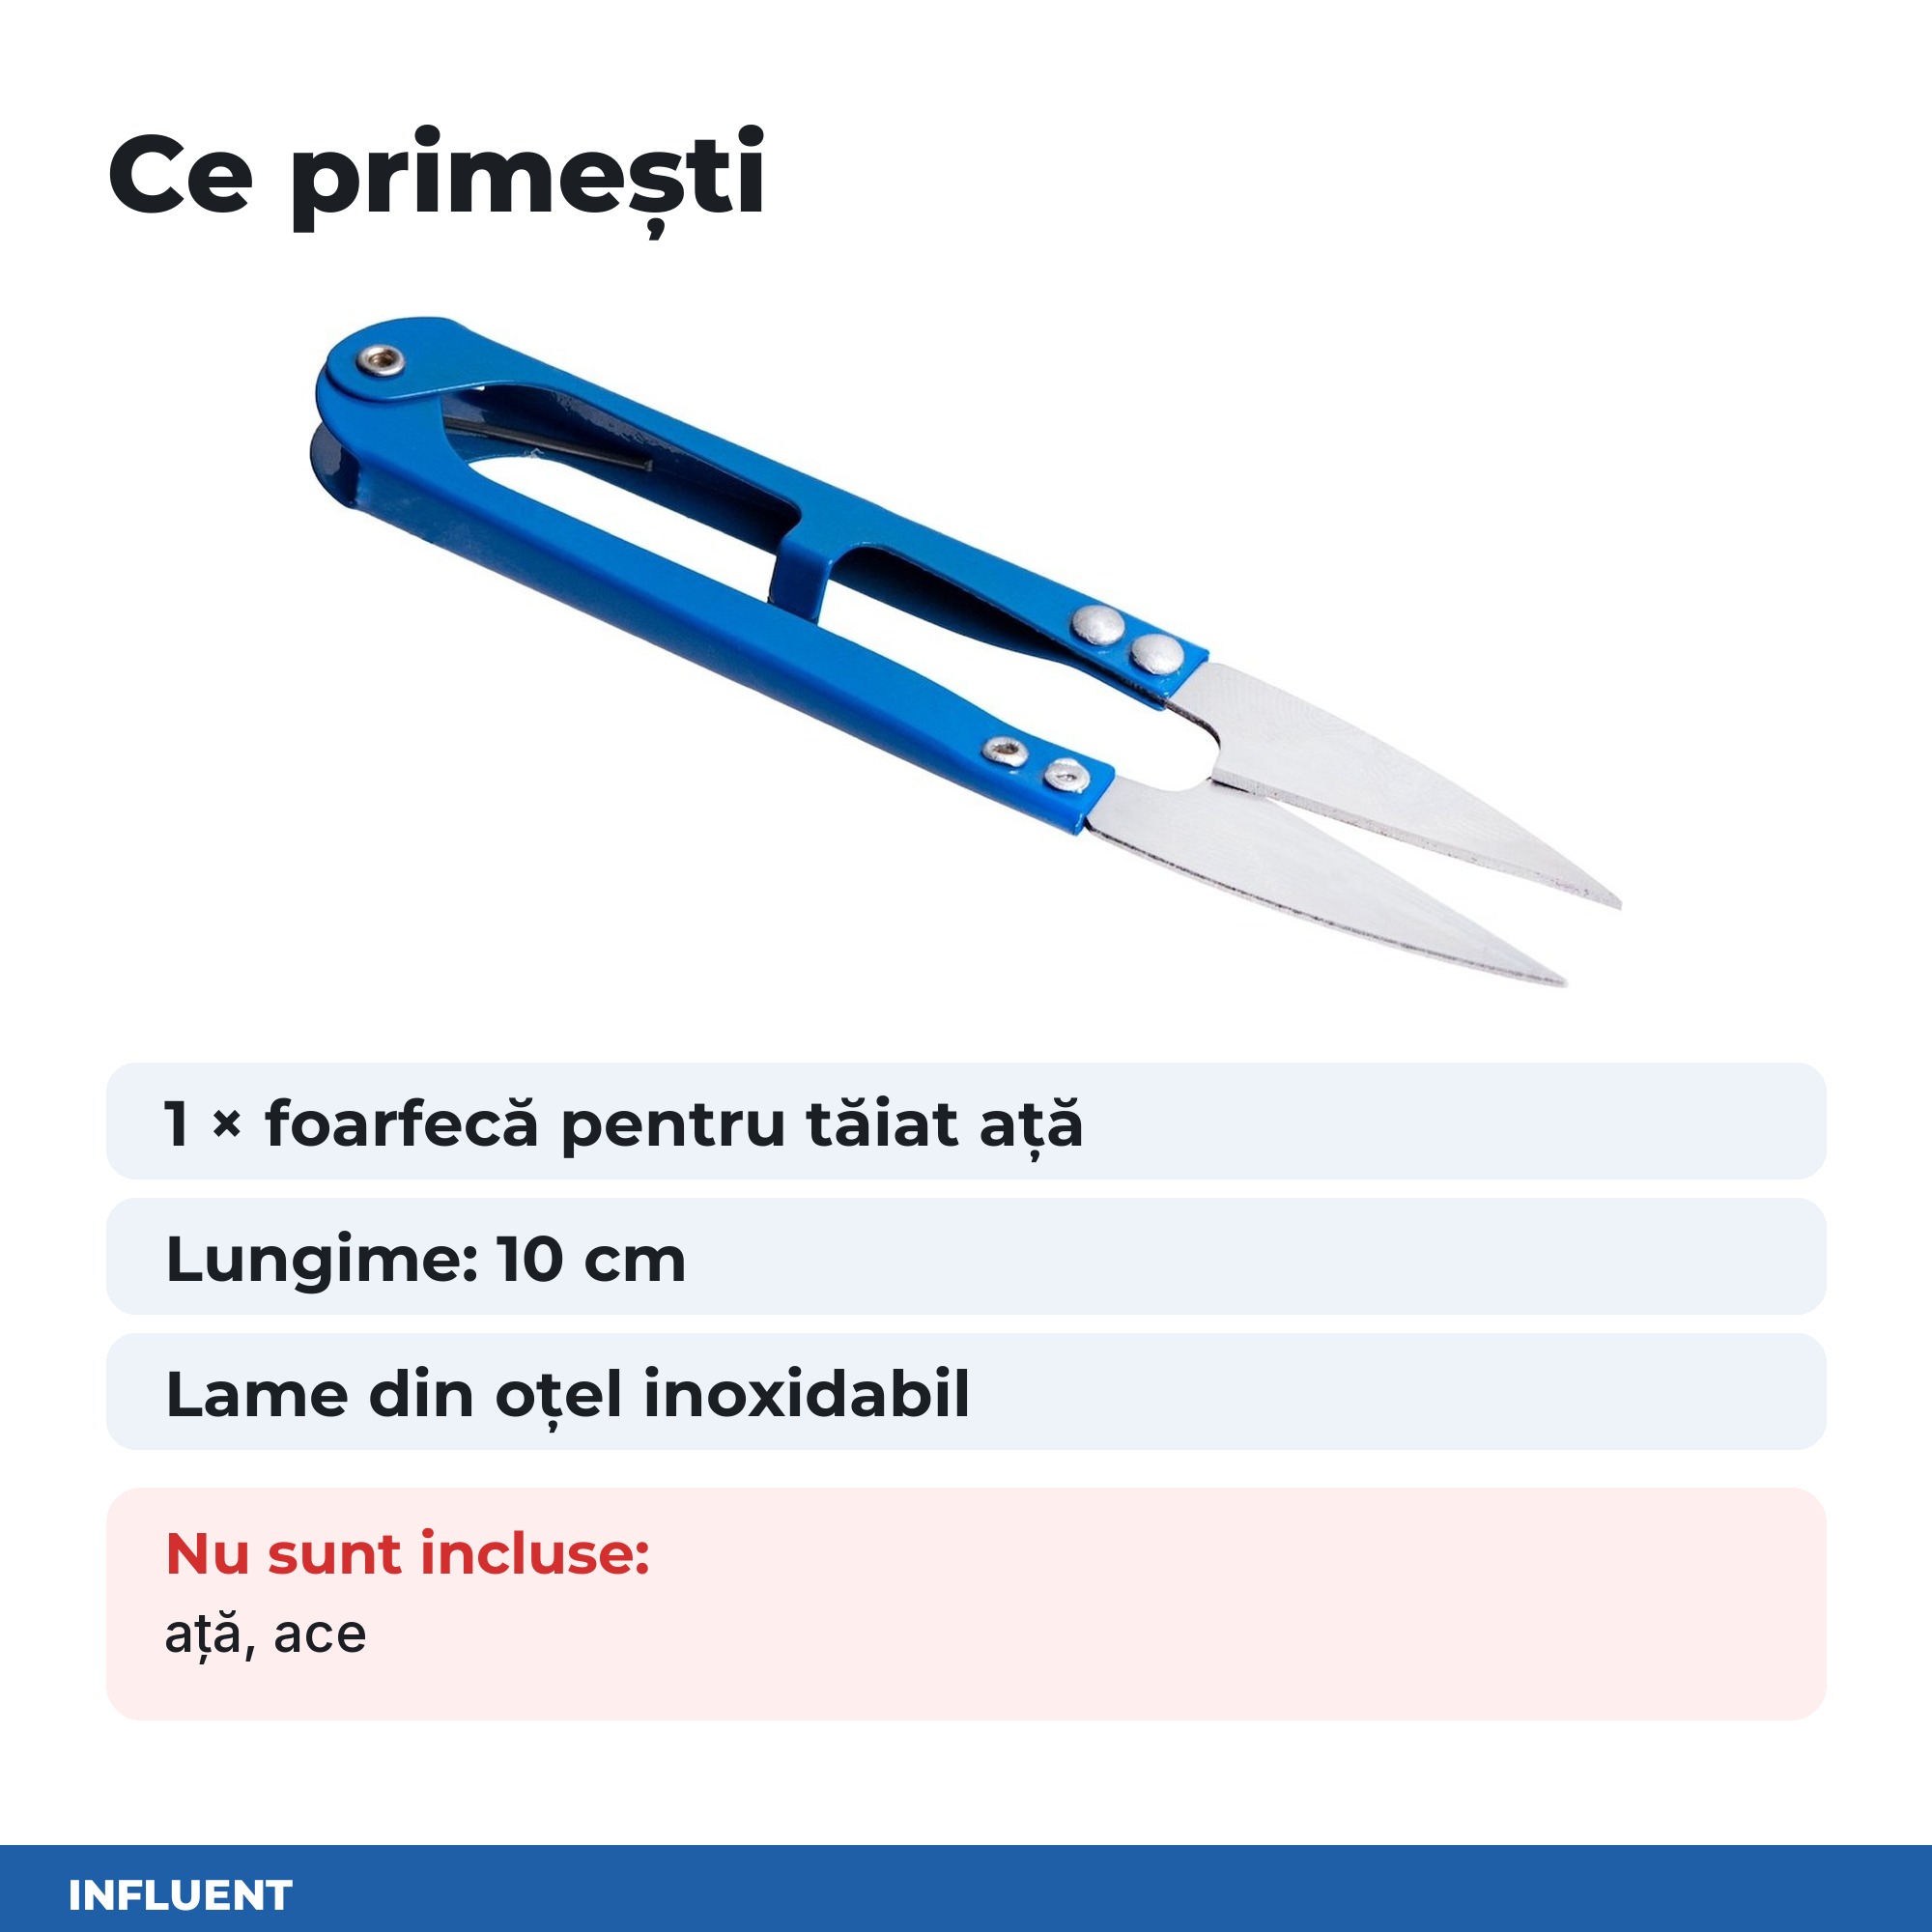 Ce primești
1 × foarfecă pentru tăiat ață
Lungime: 10 cm
Lame din oțel inoxidabil
Nu sunt incluse:
ață, ace
INFLUENT